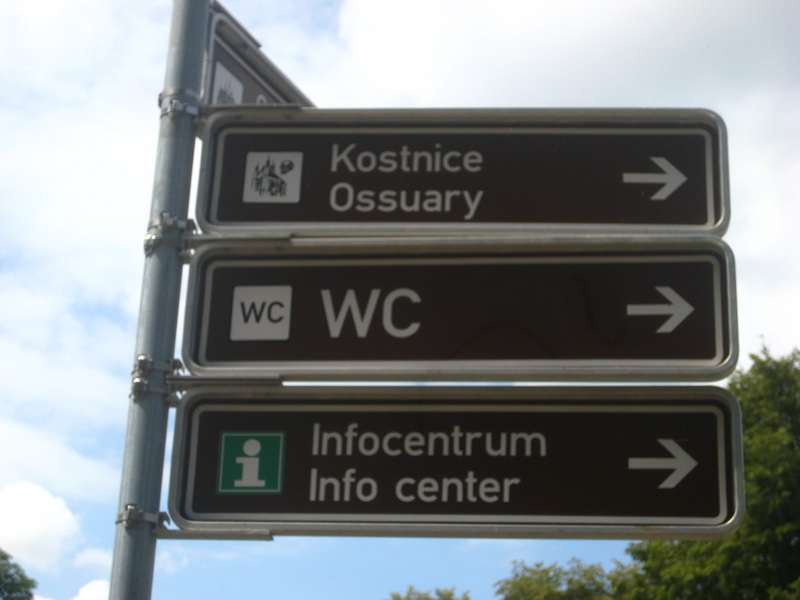 Kostnice
Ossuary
WC WC
Infocentrum
i Info center